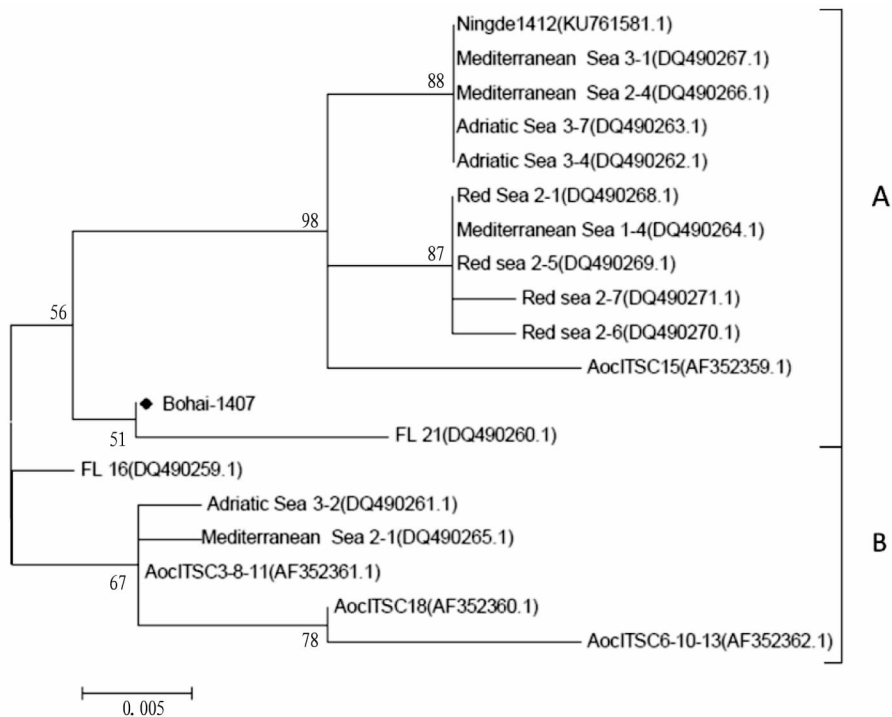 Ningde1412(KU761581.1)
Mediterranean Sea 3-1(DQ490267.1)
88
Mediterranean Sea 2-4(DQ490266.1)
Adriatic Sea 3-7(DQ490263.1)
Adriatic Sea 3-4(DQ490262.1)
Red Sea 2-1(DQ490268.1)
A
98
Mediterranean Sea 1-4(DQ490264.1)
87
Red sea 2-5(DQ490269.1)
Red sea 2-7(DQ490271.1)
56
Red sea 2-6(DQ490270.1)
AocITSC15(AF352359.1)
Bohai-1407
51
FL 21(DQ490260.1)
FL 16(DQ490259.1)
Adriatic Sea 3-2(DQ490261.1)
Mediterranean Sea 2-1(DQ490265.1)
B
AocITSC3-8-11(AF352361.1)
67
AocITSC18(AF352360.1)
78
AocITSC6-10-13(AF352362.1)
0.005